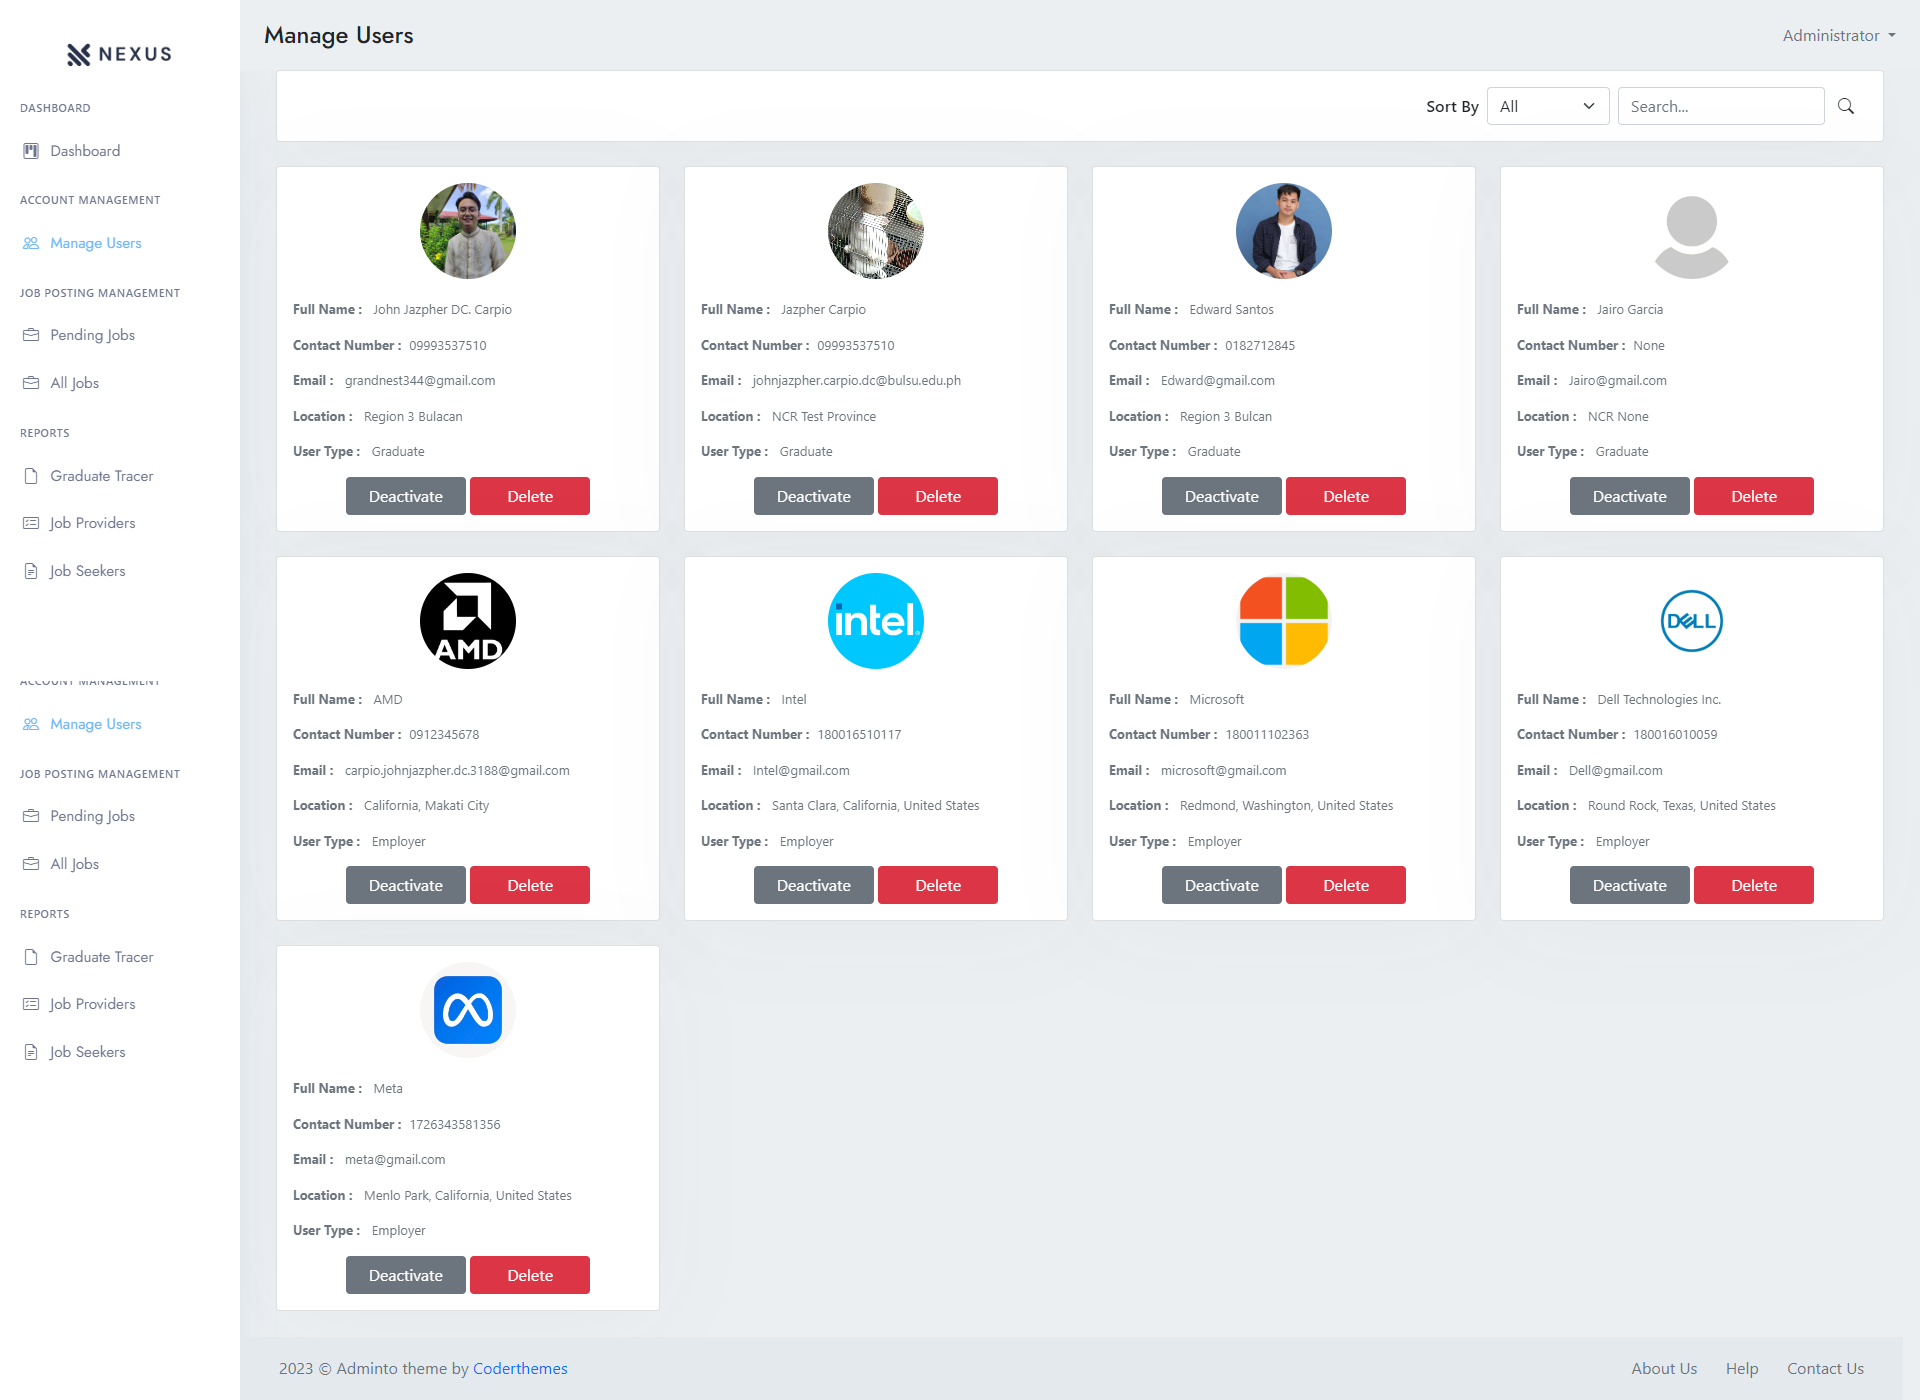 NEXUS
DASHBOARD
Dashboard
ACCOUNT MANAGEMENT
Manage Users
JOB POSTING MANAGEMENT
Pending Jobs
All Jobs
REPORTS
Graduate Tracer
Job Providers
Job Seekers
ACCOUNT MANAGEMENT
Manage Users
JOB POSTING MANAGEMENT
Pending Jobs
All Jobs
REPORTS
Graduate Tracer
Job Providers
Job Seekers
Manage Users
Administrator
Sort By All Search...
Full Name : John Jazpher DC. Carpio
Contact Number : 09993537510
Email : grandnest344@gmail.com
Location : Region 3 Bulacan
User Type : Graduate
Deactivate Delete
Full Name : Jazpher Carpio
Contact Number : 09993537510
Email : johnjazpher.carpio.dc@bulsu.edu.ph
Location : NCR Test Province
User Type : Graduate
Deactivate Delete
Full Name : Edward Santos
Contact Number : 0182712845
Email : Edward@gmail.com
Location : Region 3 Bulcan
User Type : Graduate
Deactivate Delete
Full Name : Jairo Garcia
Contact Number : None
Email : Jairo@gmail.com
Location : NCR None
User Type : Graduate
Deactivate Delete
AMD
Full Name : AMD
Contact Number : 0912345678
Email : carpio.johnjazpher.dc.3188@gmail.com
Location : California, Makati City
User Type : Employer
Deactivate Delete
intel.
Full Name : Intel
Contact Number : 180016510117
Email : Intel@gmail.com
Location : Santa Clara, California, United States
User Type : Employer
Deactivate Delete
Full Name : Microsoft
Contact Number : 180011102363
Email : microsoft@gmail.com
Location : Redmond, Washington, United States
User Type : Employer
Deactivate Delete
DELL
Full Name : Dell Technologies Inc.
Contact Number : 180016010059
Email : Dell@gmail.com
Location : Round Rock, Texas, United States
User Type : Employer
Deactivate Delete
Full Name : Meta
Contact Number : 1726343581356
Email : meta@gmail.com
Location : Menlo Park, California, United States
User Type : Employer
Deactivate Delete
2023 © Adminto theme by Coderthemes
About Us Help Contact Us